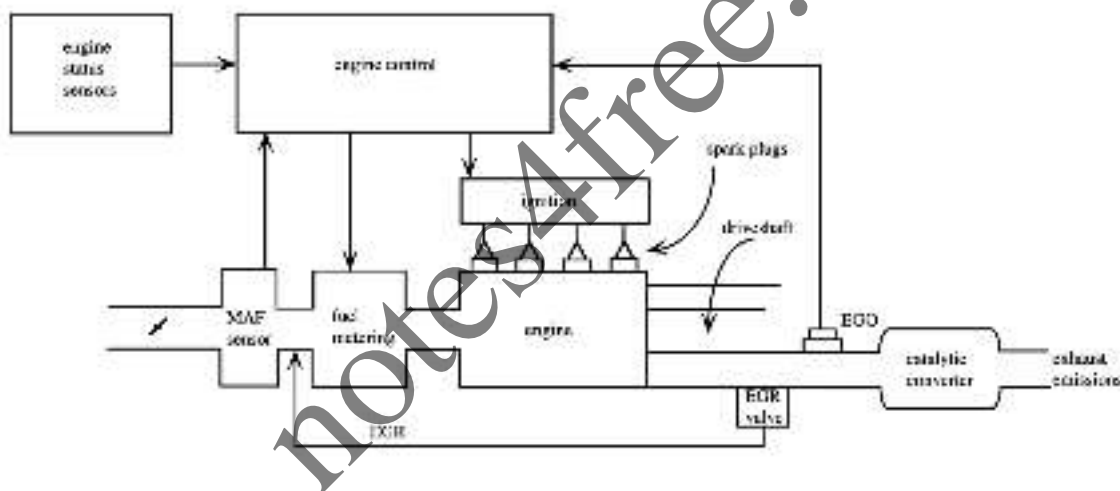 engine
status
sensors
engine control
spark plugs
ignition
drive shaft
MAF
sensor
fuel
metering
engine
EGO
catalytic
converter
exhaust
emissions
EGR
valve
EGR
notes4free.